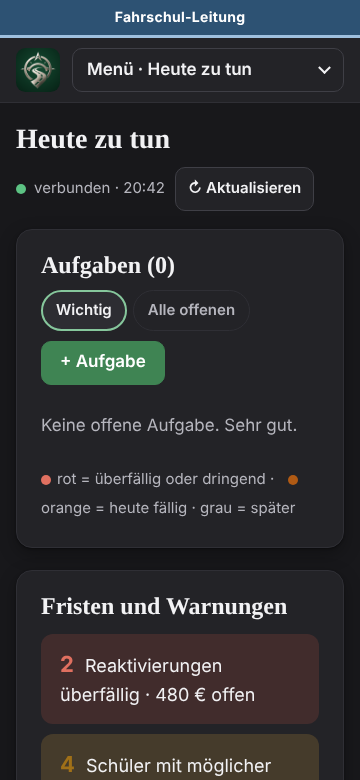 Fahrschul-Leitung
Menü · Heute zu tun
Heute zu tun
verbunden · 20:42
↻ Aktualisieren
Aufgaben (0)
Wichtig
Alle offenen
+ Aufgabe
Keine offene Aufgabe. Sehr gut.
rot = überfällig oder dringend ·
orange = heute fällig · grau = später
Fristen und Warnungen
2 Reaktivierungen
überfällig · 480 € offen
4 Schüler mit möglicher